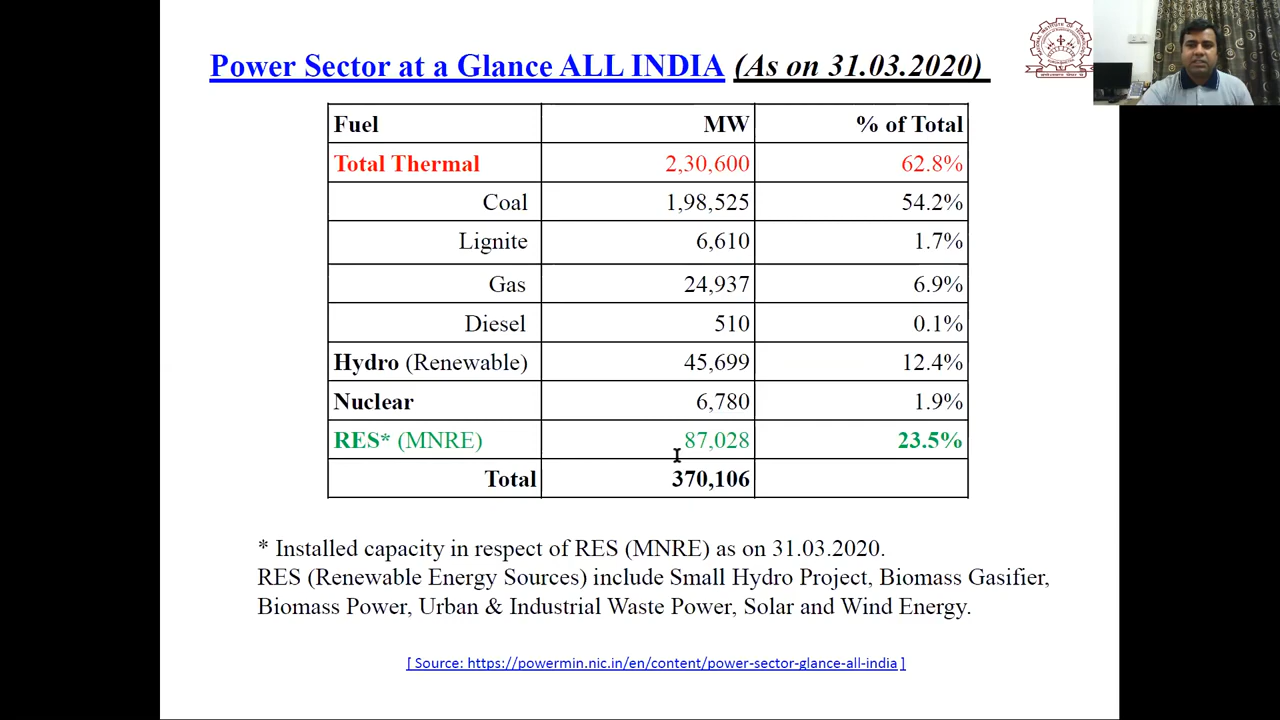 Power Sector at a Glance ALL INDIA (As on 31.03.2020)
Fuel MW % of Total
Total Thermal 2,30,600 62.8%
Coal 1,98,525 54.2%
Lignite 6,610 1.7%
Gas 24,937 6.9%
Diesel 510 0.1%
Hydro (Renewable) 45,699 12.4%
Nuclear 6,780 1.9%
RES* (MNRE) 87,028 23.5%
Total 370,106
* Installed capacity in respect of RES (MNRE) as on 31.03.2020.
RES (Renewable Energy Sources) include Small Hydro Project, Biomass Gasifier,
Biomass Power, Urban & Industrial Waste Power, Solar and Wind Energy.
[ Source: https://powermin.nic.in/en/content/power-sector-glance-all-india ]